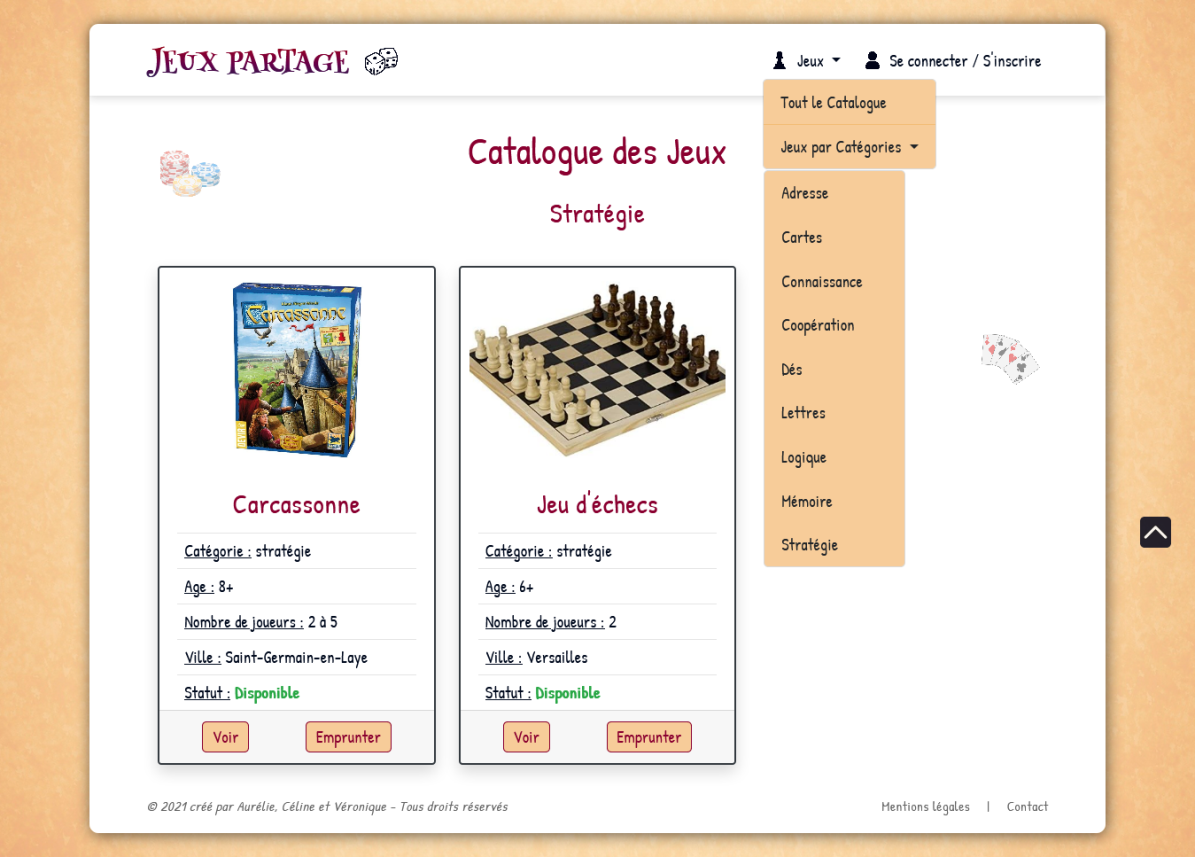 JEUX PARTAGE
Jeux
Se connecter / S'inscrire
Tout le Catalogue
Jeux par Catégories
Adresse
Cartes
Connaissance
Coopération
Dés
Lettres
Logique
Mémoire
Stratégie
Catalogue des Jeux
Stratégie
Carcassonne
Carcassonne
Catégorie : stratégie
Age : 8+
Nombre de joueurs : 2 à 5
Ville : Saint-Germain-en-Laye
Statut : Disponible
Voir
Emprunter
Jeu d'échecs
Catégorie : stratégie
Age : 6+
Nombre de joueurs : 2
Ville : Versailles
Statut : Disponible
Voir
Emprunter
© 2021 créé par Aurélie, Céline et Véronique - Tous droits réservés
Mentions légales | Contact